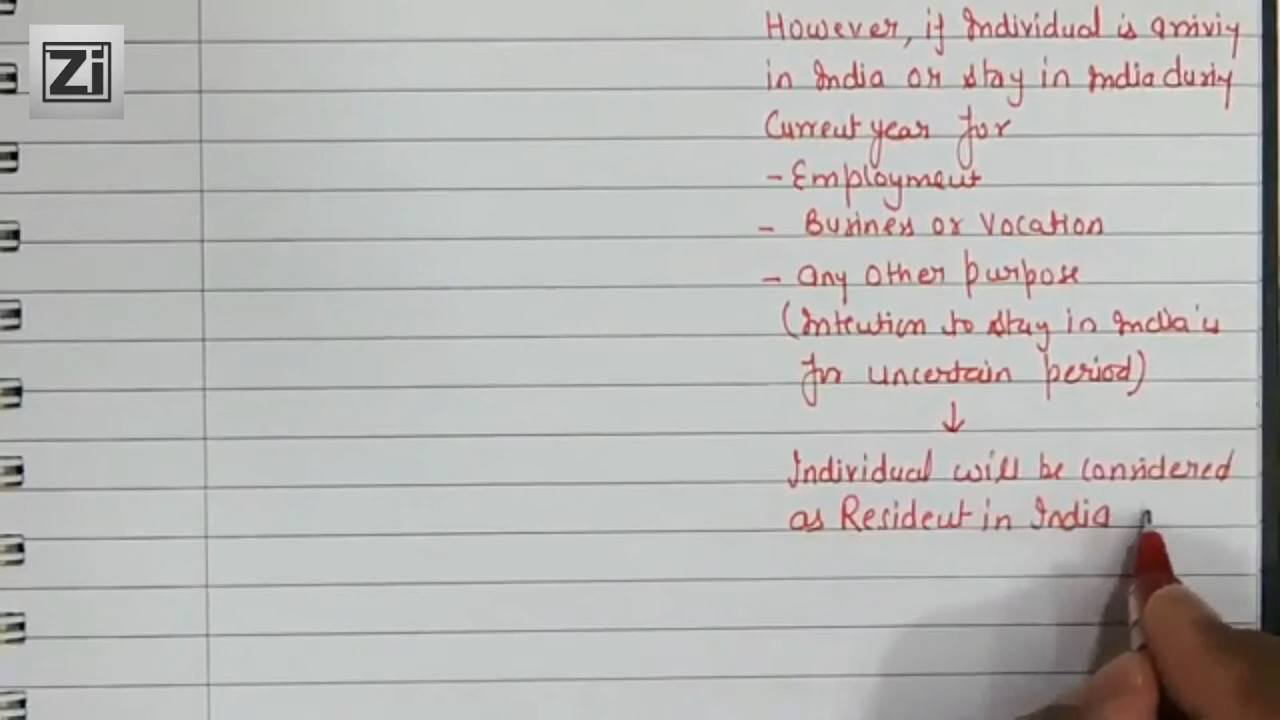 Zi
However, if Individual is arriving
in India or stay in India during
Current year for
- Employment
- Business or Vocation
- any other purpose
(Intention to stay in India is
for uncertain period)
↓
Individual will be considered
as Resident in India